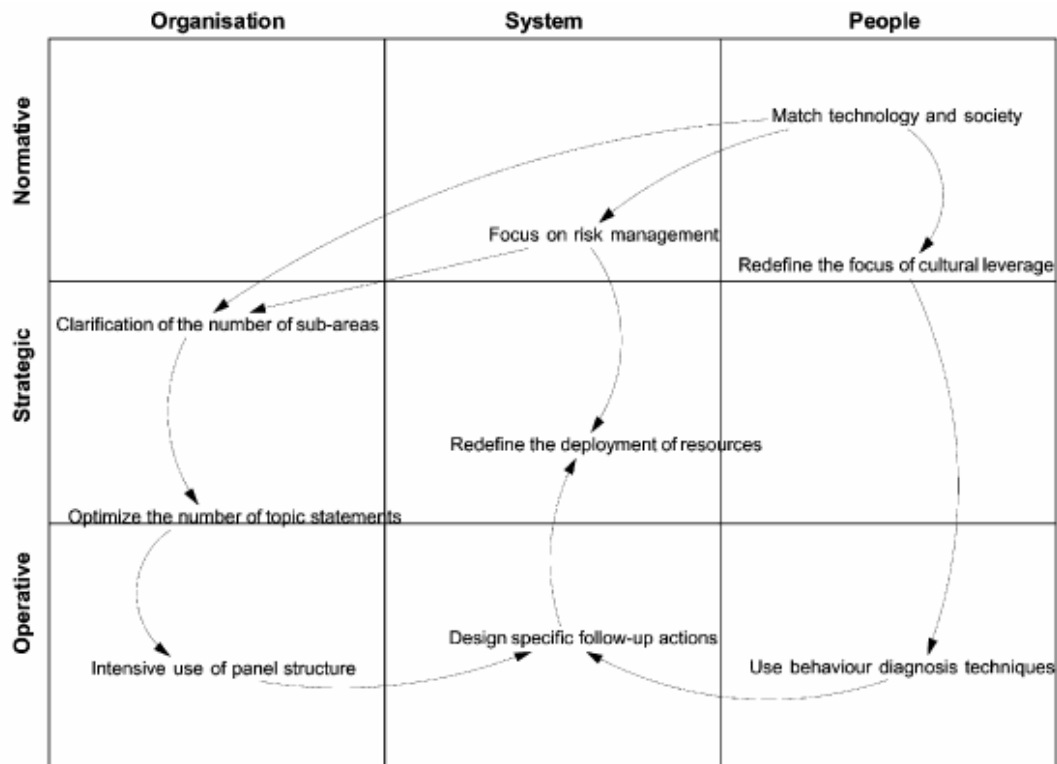 Organisation
System
People
Normative
Match technology and society
Focus on risk management
Redefine the focus of cultural leverage
Strategic
Clarification of the number of sub-areas
Redefine the deployment of resources
Optimize the number of topic statements
Operative
Design specific follow-up actions
Intensive use of panel structure
Use behaviour diagnosis techniques